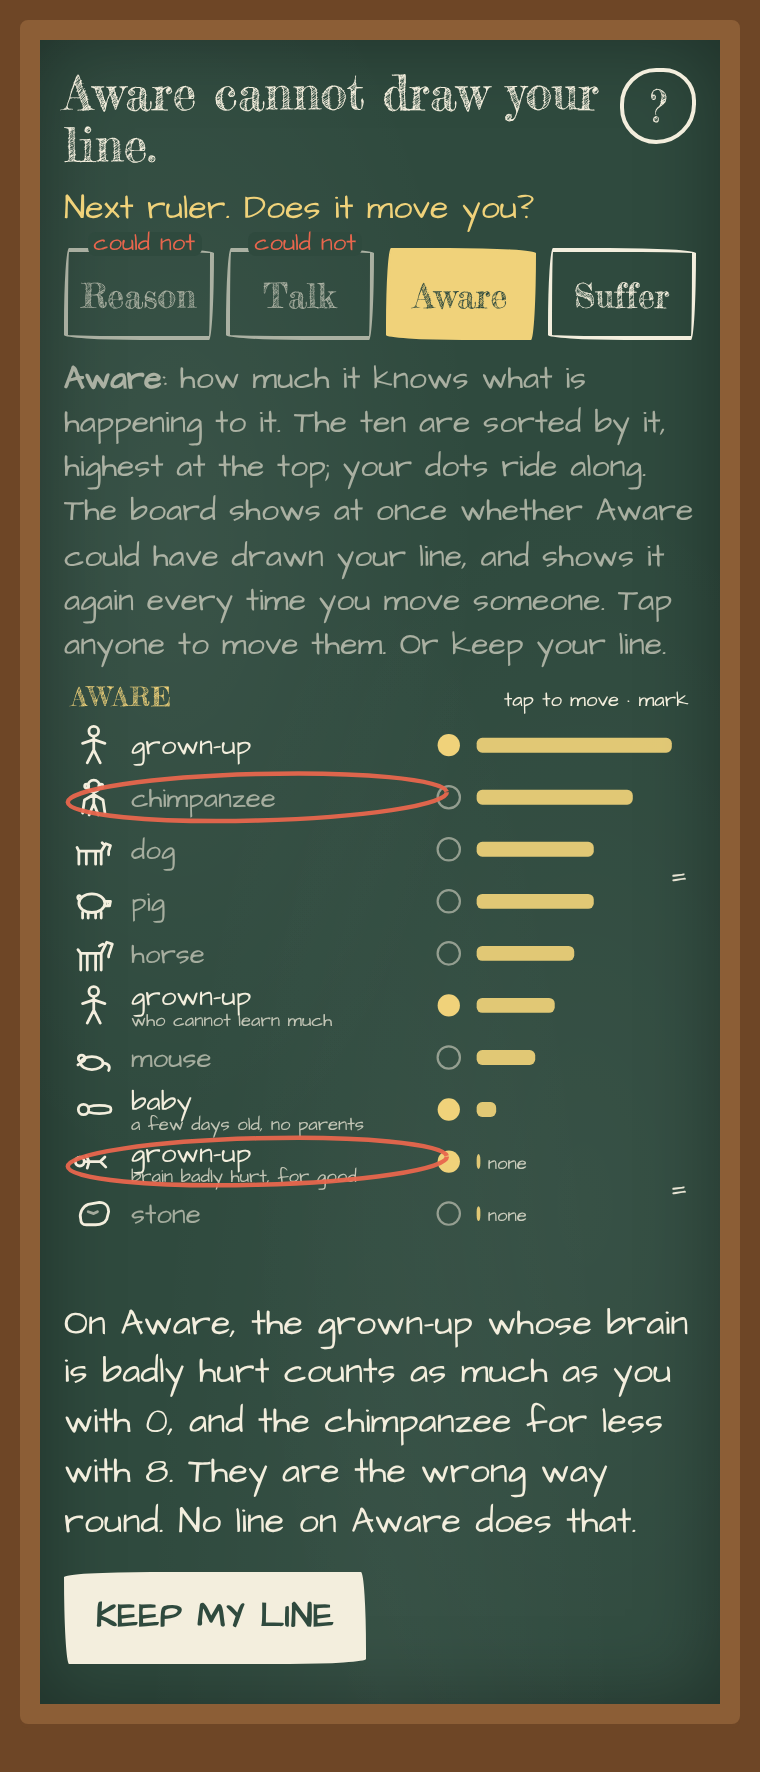 Aware cannot draw your
line.
?
Next ruler. Does it move you?
could not
could not
Reason
Talk
Aware
Suffer
Aware: how much it knows what is
happening to it. The ten are sorted by it,
highest at the top; your dots ride along.
The board shows at once whether Aware
could have drawn your line, and shows it
again every time you move someone. Tap
anyone to move them. Or keep your line.
AWARE
tap to move · mark
grown-up
chimpanzee
dog
=
pig
horse
grown-up
who cannot learn much
mouse
baby
a few days old, no parents
grown-up
brain badly hurt, for good
none
=
stone
none
On Aware, the grown-up whose brain
is badly hurt counts as much as you
with 0, and the chimpanzee for less
with 8. They are the wrong way
round. No line on Aware does that.
KEEP MY LINE